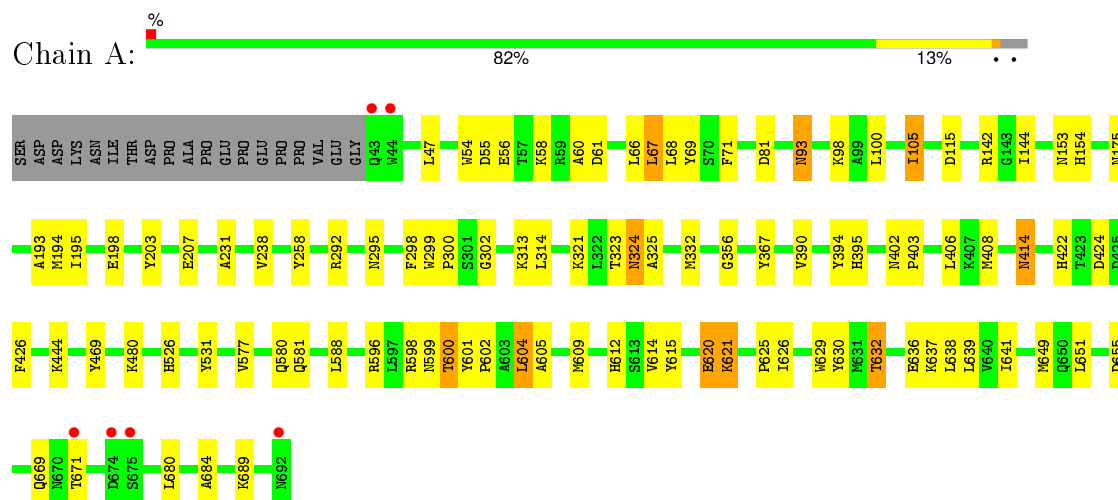 %
Chain A:
82% 13% • •
SER ASP ASP LYS ASN ILE THR ASP PRO ALA PRO GLU PRO GLU PRO PRO VAL GLU GLY Q43 W44 L47 W54 D55 E56 T57 K58 R59 A60 D61 L66 L67 L68 Y69 S70 F71 D81 N93 K98 A99 L100 I105 D115 R142 G143 I144 N153 H154 N175
A193 M194 I195 E198 Y203 E207 A231 V238 Y258 R292 N295 F298 W299 P300 S301 G302 K313 L314 K321 L322 T323 N324 A325 M332 G356 Y367 V390 Y394 H395 N402 P403 L406 K407 M408 N414 H422 T423 D424 D425
F426 K444 Y469 K480 H526 Y531 V577 Q580 Q581 L588 R596 L597 R598 N599 T600 Y601 P602 A603 L604 A605 M609 H612 S613 V614 Y615 E620 K621 P625 I626 W629 Y630 M631 T632 E636 K637 L638 L639 V640 I641 M649 Q650 L651 D655
Q669 N670 T671 D674 S675 L680 A684 K689 N692